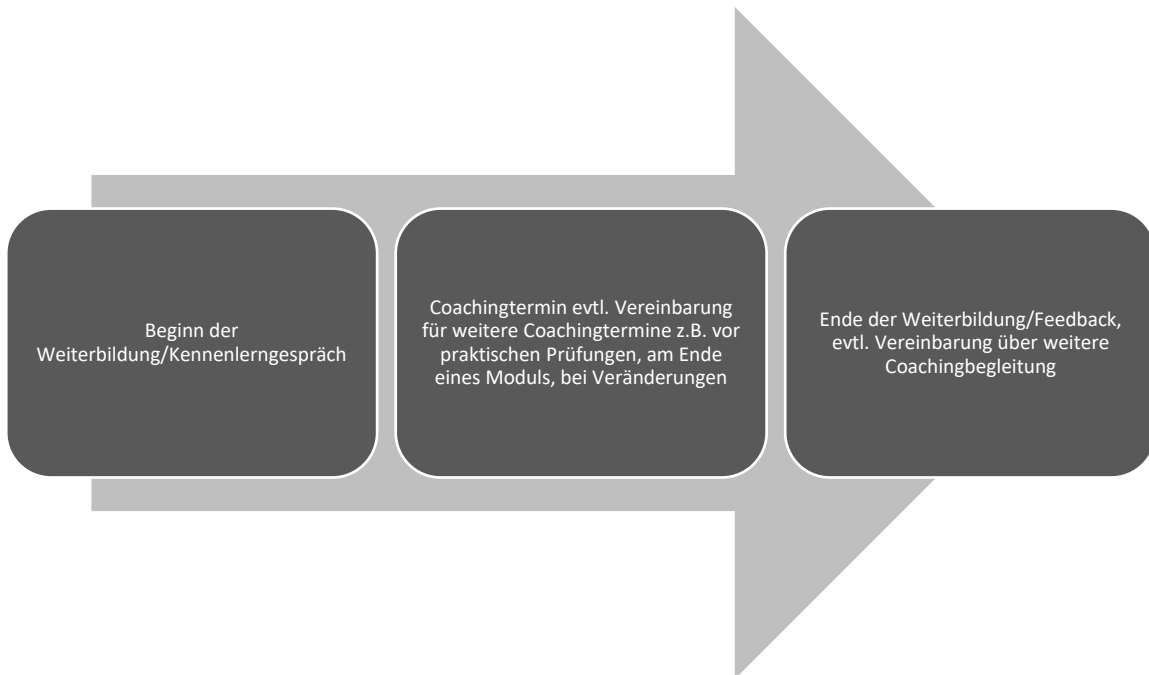 Beginn der
Weiterbildung/Kennenlerngespräch
Coachingtermin evtl. Vereinbarung
für weitere Coachingtermine z.B. vor
praktischen Prüfungen, am Ende
eines Moduls, bei Veränderungen
Ende der Weiterbildung/Feedback,
evtl. Vereinbarung über weitere
Coachingbegleitung